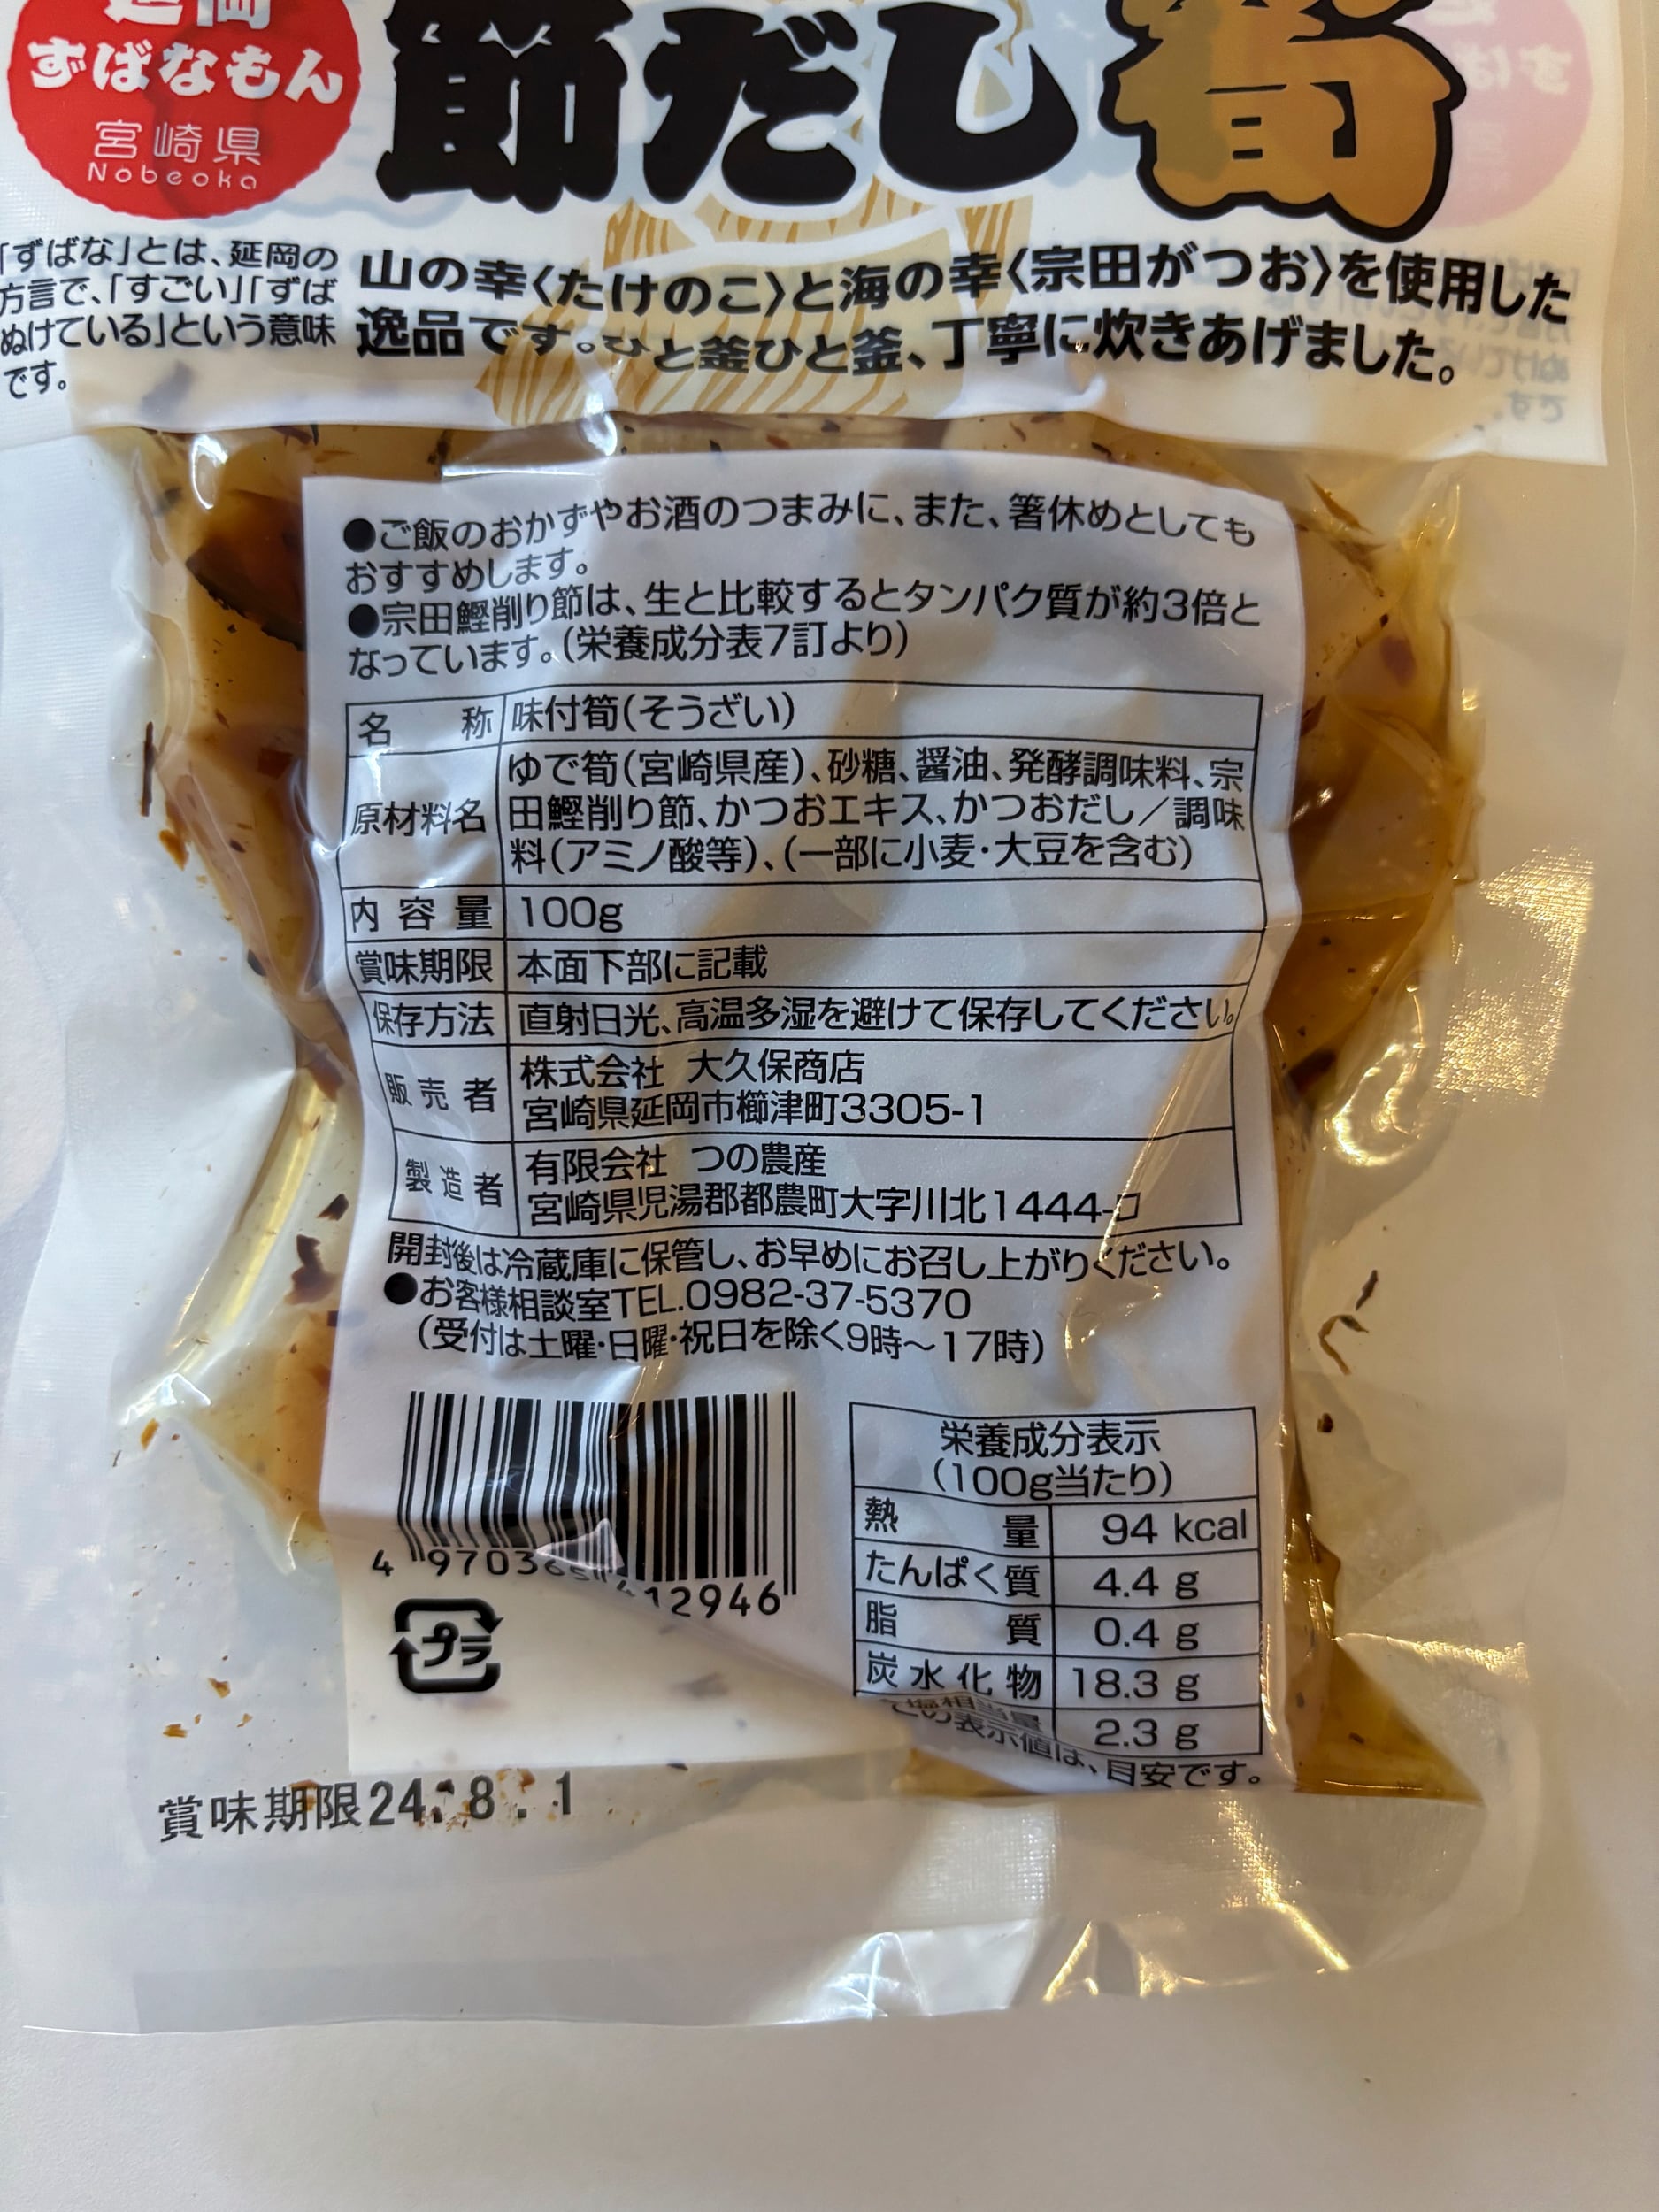 延岡
ずばなもん
宮崎県
Nobeoka
節だし筍
「ずばな」とは、延岡の
方言で、「すごい」「ずば
ぬけている」という意味
です。
山の幸〈たけのこ〉と海の幸〈宗田がつお〉を使用した
逸品です。ひと釜ひと釜、丁寧に炊きあげました。
●ご飯のおかずやお酒のつまみに、また、箸休めとしても
おすすめします。
●宗田鰹削り節は、生と比較するとタンパク質が約3倍と
なっています。(栄養成分表7訂より)
名称 味付筍(そうざい)
原材料名 ゆで筍(宮崎県産)、砂糖、醤油、発酵調味料、宗
田鰹削り節、かつおエキス、かつおだし/調味
料(アミノ酸等)、(一部に小麦・大豆を含む)
内容量 100g
賞味期限 本面下部に記載
保存方法 直射日光、高温多湿を避けて保存してください。
販売者 株式会社 大久保商店
宮崎県延岡市櫛津町3305-1
製造者 有限会社 つの農産
宮崎県児湯郡都農町大字川北1444-ロ
開封後は冷蔵庫に保管し、お早めにお召し上がりください。
●お客様相談室TEL.0982-37-5370
(受付は土曜・日曜・祝日を除く9時〜17時)
4 970365 412946
プラ
栄養成分表示
(100g当たり)
熱量 94 kcal
たんぱく質 4.4 g
脂質 0.4 g
炭水化物 18.3 g
塩相当量 2.3 g
この表示値は、目安です。
賞味期限24.8.1